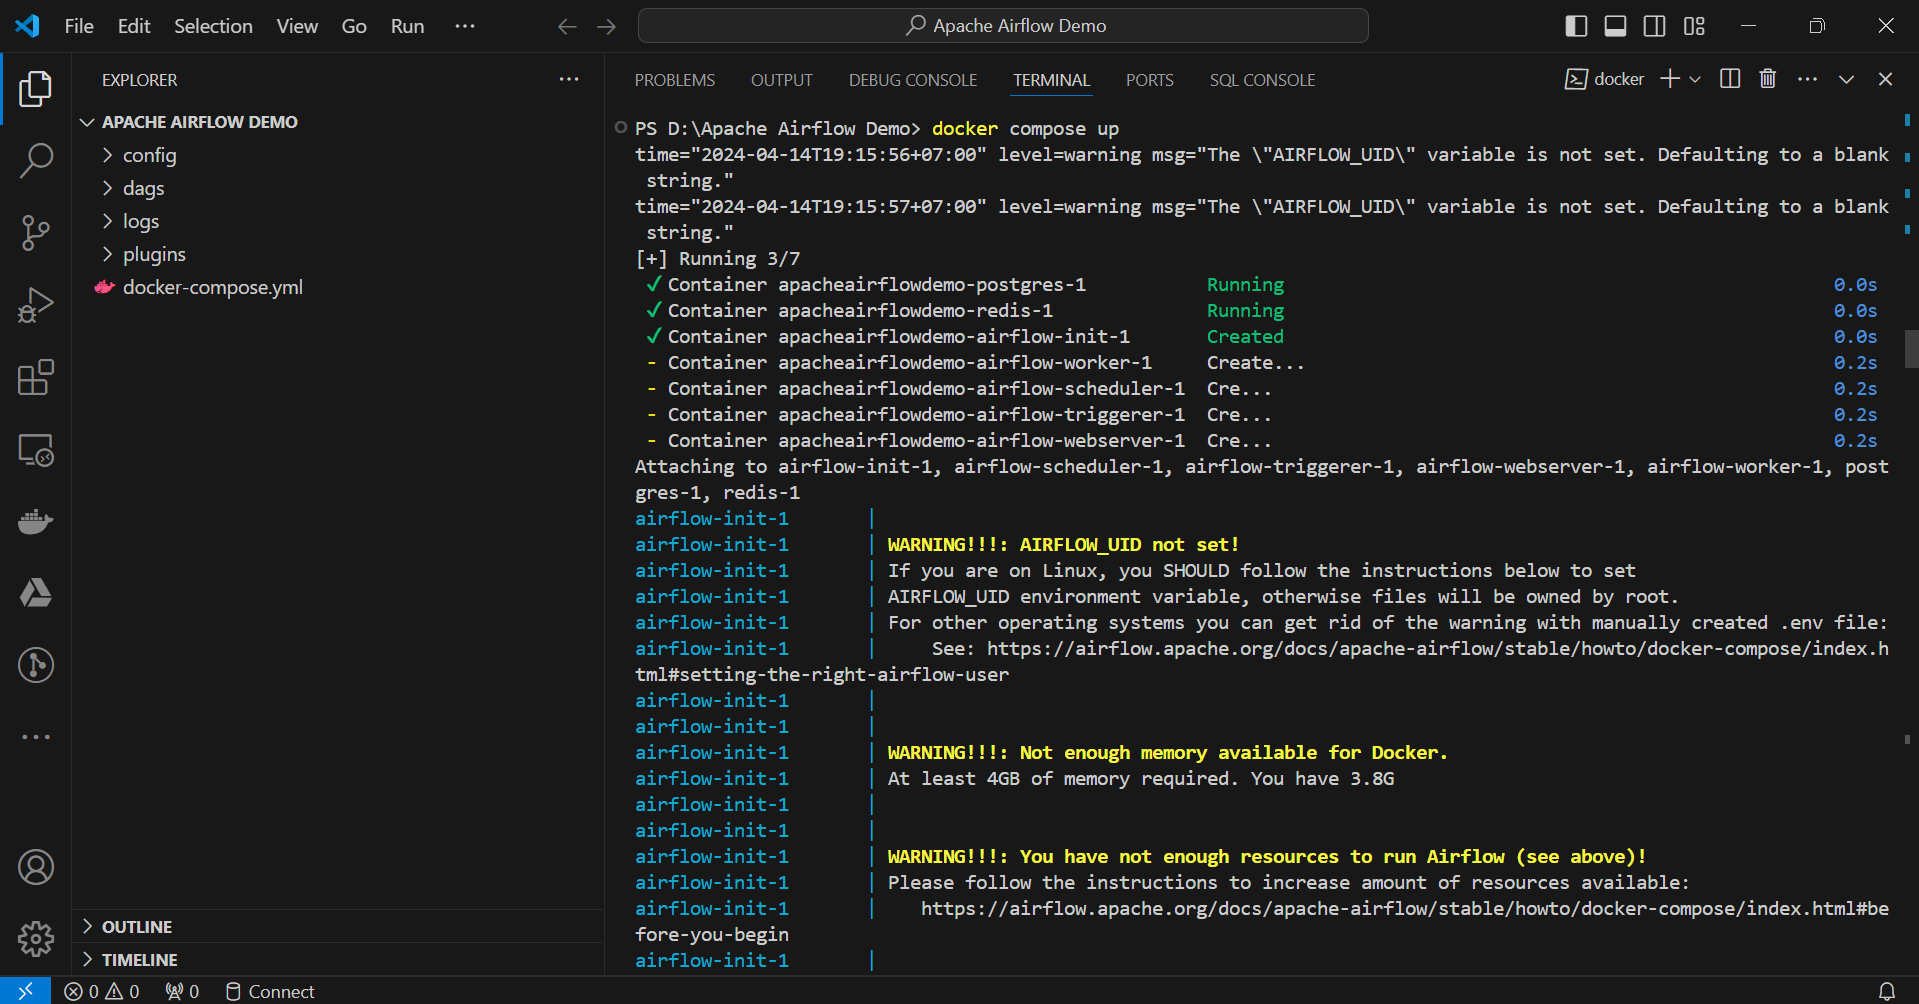 File Edit Selection View Go Run ···
Apache Airflow Demo
EXPLORER
APACHE AIRFLOW DEMO
config
dags
logs
plugins
docker-compose.yml
OUTLINE
TIMELINE
PROBLEMS OUTPUT DEBUG CONSOLE TERMINAL PORTS SQL CONSOLE
docker
PS D:\Apache Airflow Demo> docker compose up
time="2024-04-14T19:15:56+07:00" level=warning msg="The \"AIRFLOW_UID\" variable is not set. Defaulting to a blank
string."
time="2024-04-14T19:15:57+07:00" level=warning msg="The \"AIRFLOW_UID\" variable is not set. Defaulting to a blank
string."
[+] Running 3/7
✓ Container apacheairflowdemo-postgres-1 Running 0.0s
✓ Container apacheairflowdemo-redis-1 Running 0.0s
✓ Container apacheairflowdemo-airflow-init-1 Created 0.0s
- Container apacheairflowdemo-airflow-worker-1 Create... 0.2s
- Container apacheairflowdemo-airflow-scheduler-1 Cre... 0.2s
- Container apacheairflowdemo-airflow-triggerer-1 Cre... 0.2s
- Container apacheairflowdemo-airflow-webserver-1 Cre... 0.2s
Attaching to airflow-init-1, airflow-scheduler-1, airflow-triggerer-1, airflow-webserver-1, airflow-worker-1, post
gres-1, redis-1
airflow-init-1 |
airflow-init-1 | WARNING!!!: AIRFLOW_UID not set!
airflow-init-1 | If you are on Linux, you SHOULD follow the instructions below to set
airflow-init-1 | AIRFLOW_UID environment variable, otherwise files will be owned by root.
airflow-init-1 | For other operating systems you can get rid of the warning with manually created .env file:
airflow-init-1 | See: https://airflow.apache.org/docs/apache-airflow/stable/howto/docker-compose/index.h
tml#setting-the-right-airflow-user
airflow-init-1 |
airflow-init-1 |
airflow-init-1 | WARNING!!!: Not enough memory available for Docker.
airflow-init-1 | At least 4GB of memory required. You have 3.8G
airflow-init-1 |
airflow-init-1 |
airflow-init-1 | WARNING!!!: You have not enough resources to run Airflow (see above)!
airflow-init-1 | Please follow the instructions to increase amount of resources available:
airflow-init-1 | https://airflow.apache.org/docs/apache-airflow/stable/howto/docker-compose/index.html#be
fore-you-begin
airflow-init-1 |
0 0 0 Connect